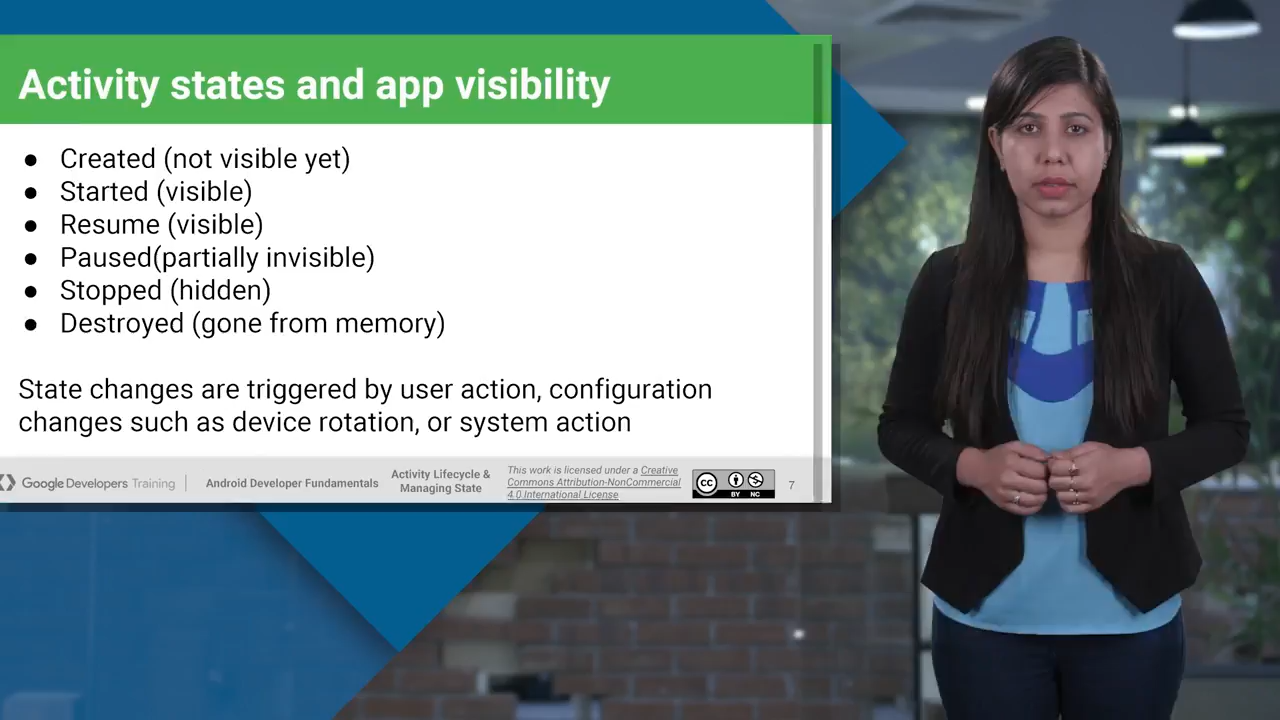 Activity states and app visibility
● Created (not visible yet)
● Started (visible)
● Resume (visible)
● Paused(partially invisible)
● Stopped (hidden)
● Destroyed (gone from memory)
State changes are triggered by user action, configuration
changes such as device rotation, or system action
Google Developers Training
Android Developer Fundamentals
Activity Lifecycle &
Managing State
This work is licensed under a Creative
Commons Attribution-NonCommercial
4.0 International License
cc BY NC
7